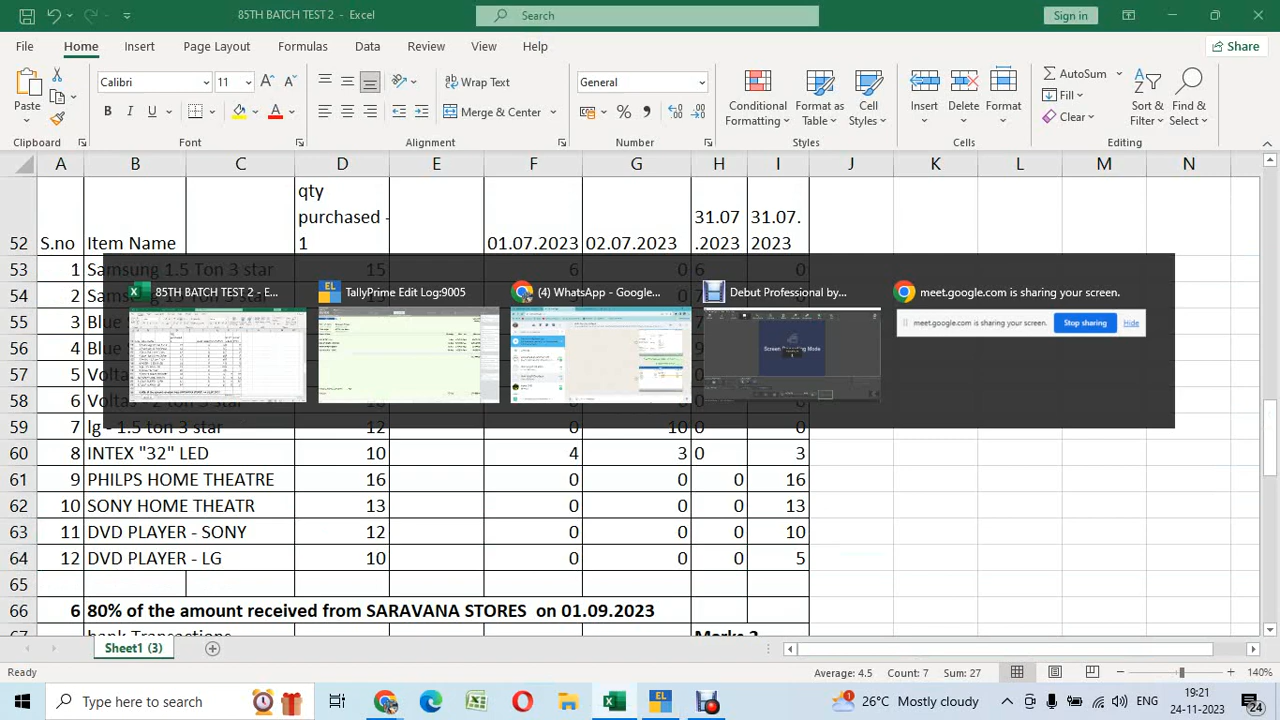 85TH BATCH TEST 2 - Excel
Search
Sign in
File Home Insert Page Layout Formulas Data Review View Help
Share
Paste
Calibri 11
B I U
Wrap Text
Merge & Center
General
Conditional Formatting
Format as Table
Cell Styles
Insert Delete Format
AutoSum
Fill
Clear
Sort & Filter
Find & Select
Clipboard Font Alignment Number Styles Cells Editing
A B C D E F G H I J K L M N
qty
purchased - 31.07 31.07.
52 S.no Item Name 1 01.07.2023 02.07.2023 .2023 2023
53 1 Samsung 1.5 Ton 3 star 15 6 0 6 0
85TH BATCH TEST 2 - E...
TallyPrime Edit Log:9005
(4) WhatsApp - Google...
Debut Professional by...
meet.google.com is sharing your screen.
meet.google.com is sharing your screen. Stop sharing Hide
Screen Recording Mode
54 2
55 3 Blue
56 4 Blue
57 5
58 6
59 7 lg - 1.5 ton 3 star 12 0 10 0 0
60 8 INTEX "32" LED 10 4 3 0 3
61 9 PHILPS HOME THEATRE 16 0 0 0 16
62 10 SONY HOME THEATR 13 0 0 0 13
63 11 DVD PLAYER - SONY 12 0 0 0 10
64 12 DVD PLAYER - LG 10 0 0 0 5
65
66 6 80% of the amount received from SARAVANA STORES on 01.09.2023
67 bank Transactions Marks 2
Sheet1 (3)
Ready
Average: 4.5 Count: 7 Sum: 27
140%
Type here to search
26°C Mostly cloudy
ENG
19:21
24-11-2023
24